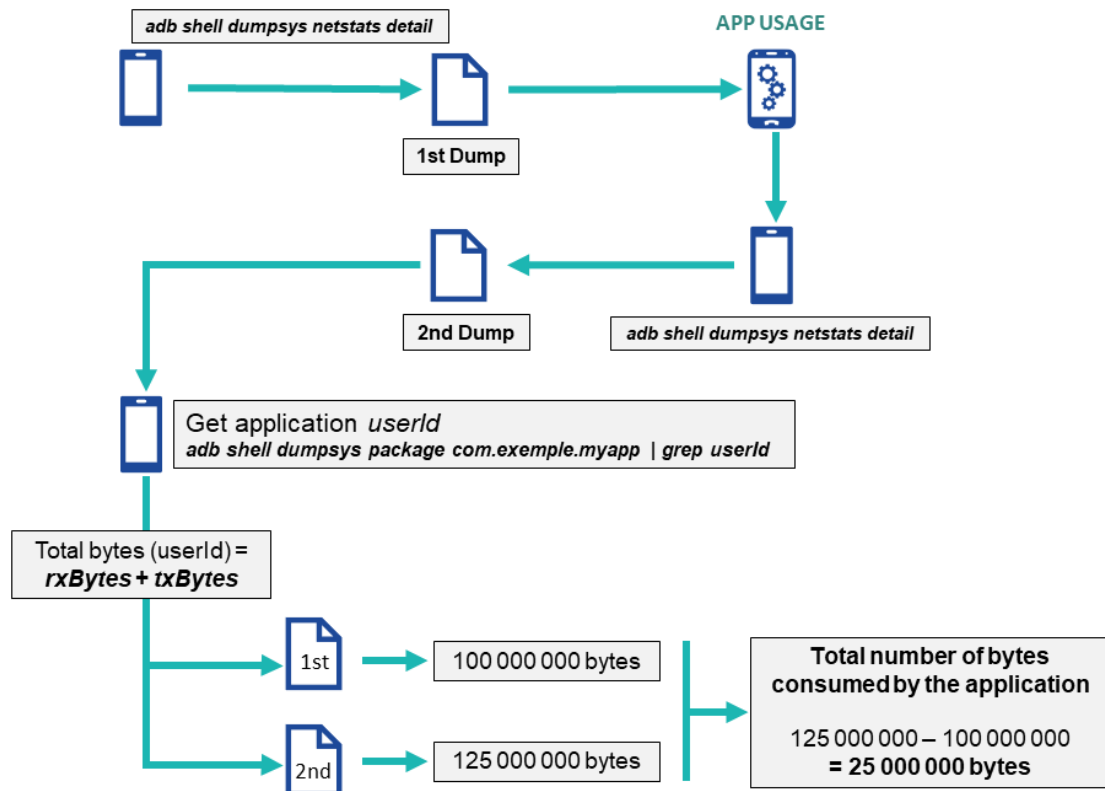 adb shell dumpsys netstats detail
APP USAGE
1st Dump
2nd Dump
adb shell dumpsys netstats detail
Get application userId
adb shell dumpsys package com.exemple.myapp | grep userId
Total bytes (userId) =
rxBytes + txBytes
1st
100 000 000 bytes
2nd
125 000 000 bytes
Total number of bytes
consumed by the application
125 000 000 – 100 000 000
= 25 000 000 bytes